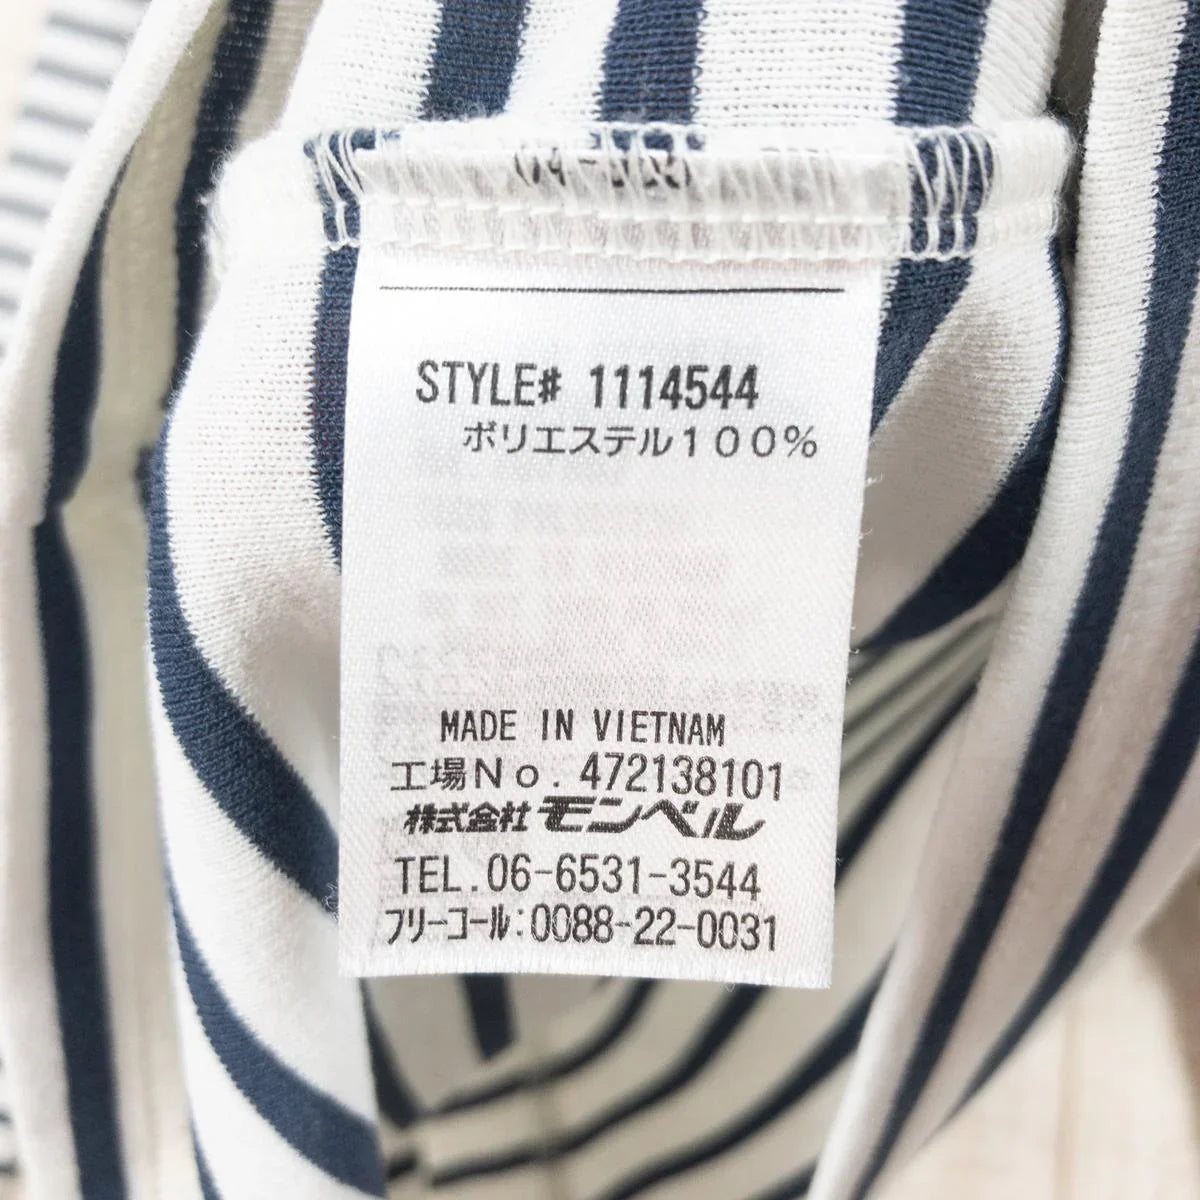 STYLE# 1114544
ポリエステル１００％
MADE IN VIETNAM
工場Ｎｏ. 472138101
株式会社モンベル
TEL.06-6531-3544
フリーコール:0088-22-0031